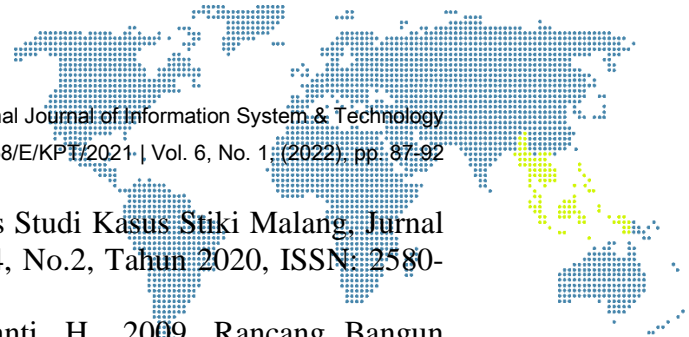 nal Journal of Information System & Technology
8/E/KPT/2021 | Vol. 6, No. 1, (2022), pp. 87-92
s Studi Kasus Stiki Malang, Jurnal
4, No.2, Tahun 2020, ISSN: 2580-
anti, H., 2009, Rancang Bangun